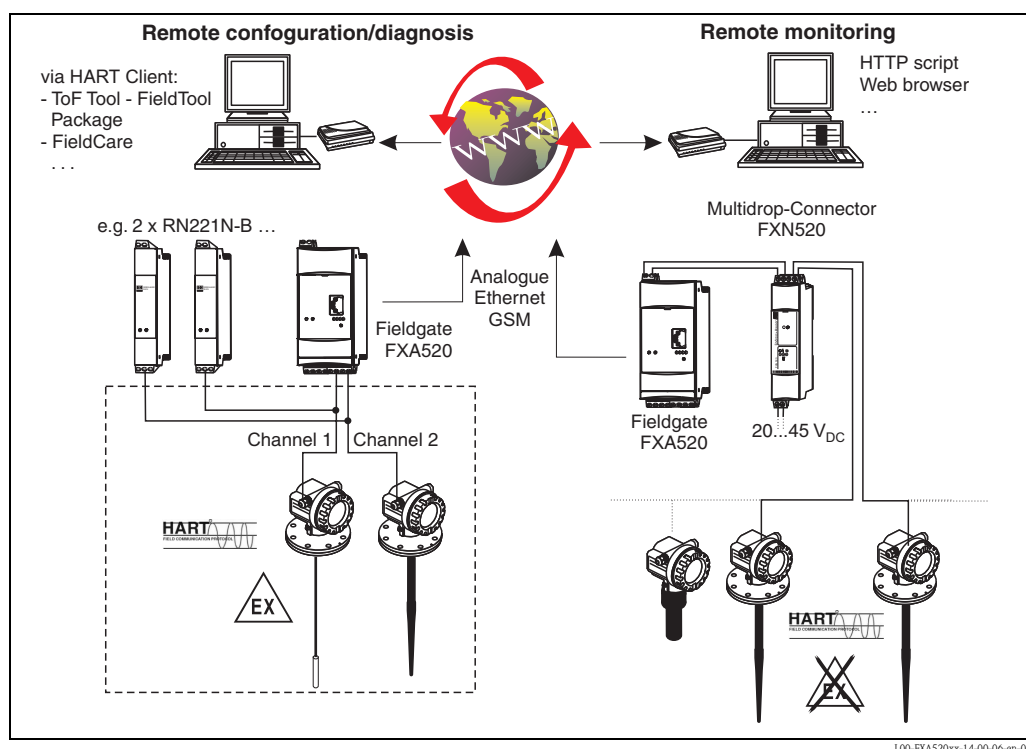 Remote confoguration/diagnosis
via HART Client:
- ToF Tool - FieldTool
Package
- FieldCare
. . .
Remote monitoring
HTTP script
Web browser
...
WWW
e.g. 2 x RN221N-B ...
Fieldgate
FXA520
Analogue
Ethernet
GSM
Multidrop-Connector
FXN520
Fieldgate
FXA520
20...45 VDC
Channel 1
Channel 2
HART
FIELD COMMUNICATION PROTOCOL
EX
HART
FIELD COMMUNICATION PROTOCOL
EX